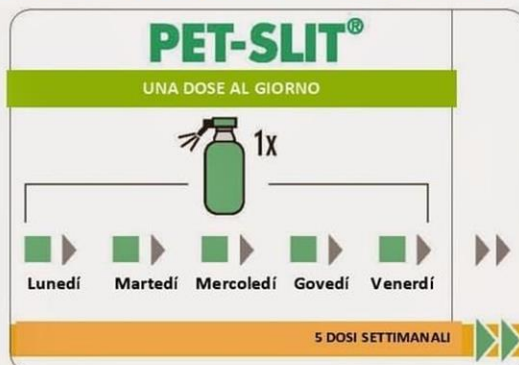 PET-SLIT®
UNA DOSE AL GIORNO
1x
Lunedí Martedí Mercoledí Govedí Venerdí
5 DOSI SETTIMANALI